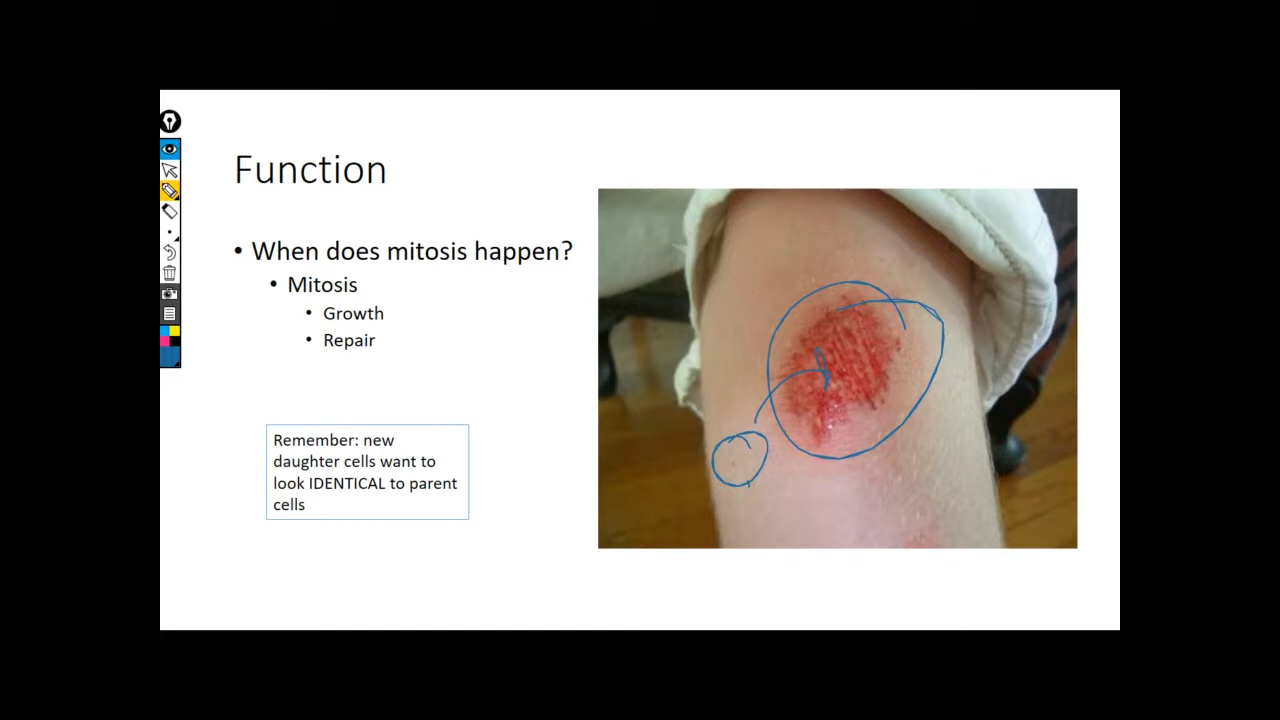 Function
• When does mitosis happen?
• Mitosis
• Growth
• Repair
Remember: new
daughter cells want to
look IDENTICAL to parent
cells